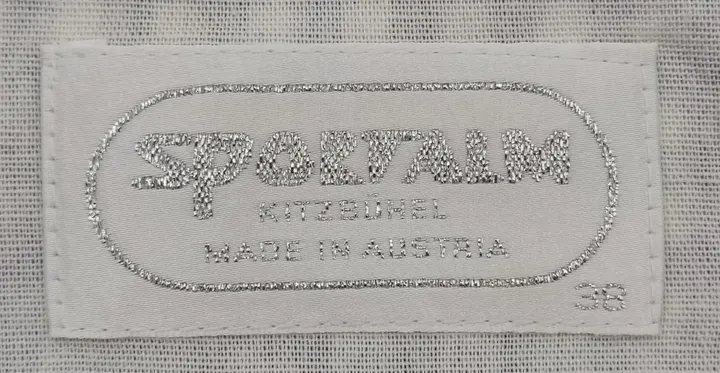 SPORTALM
KITZBÜHEL
MADE IN AUSTRIA
38